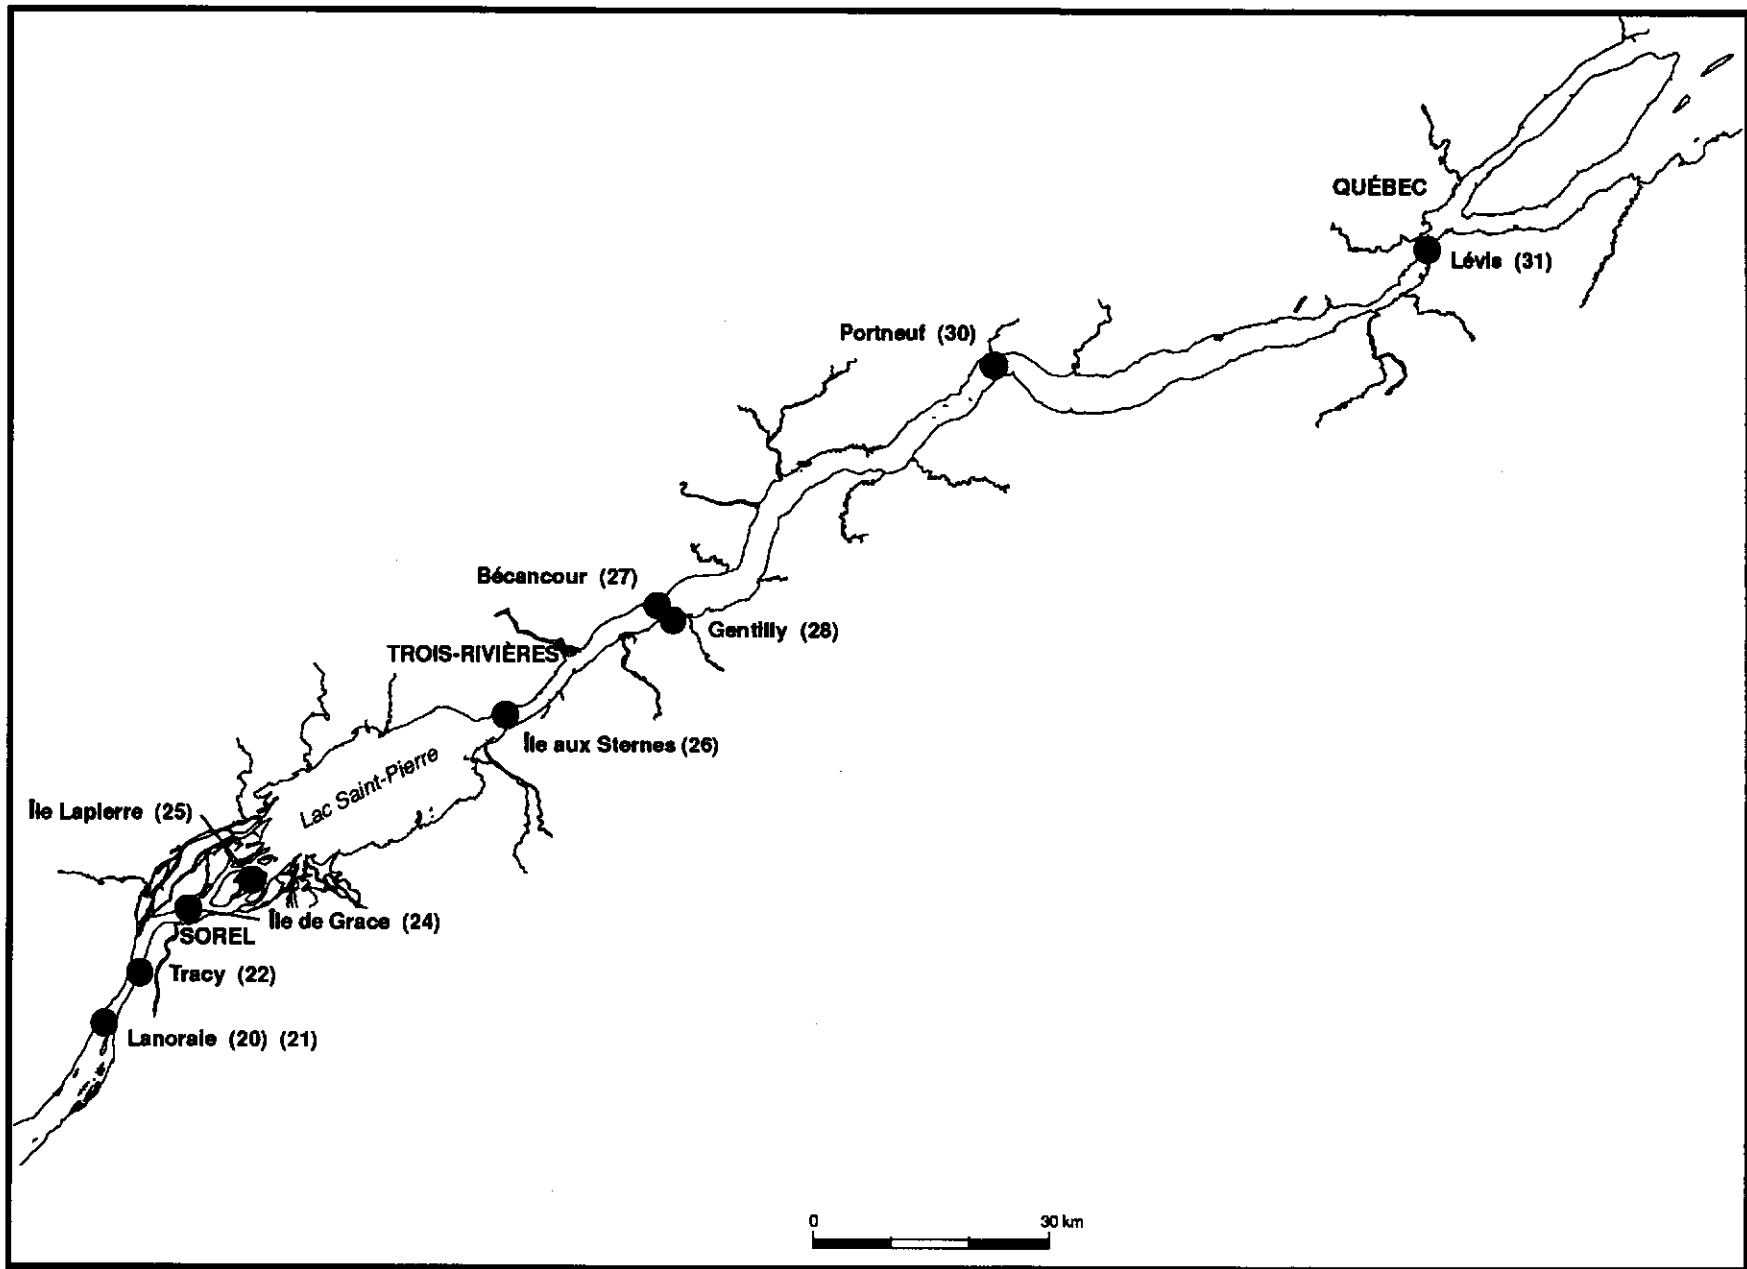 QUÉBEC
Lévis (31)
Portneuf (30)
Bécancour (27)
Gentilly (28)
TROIS-RIVIÈRES
Île aux Sternes (26)
Lac Saint-Pierre
Île Lapierre (25)
Île de Grace (24)
SOREL
Tracy (22)
Lanoraie (20) (21)
0 30 km